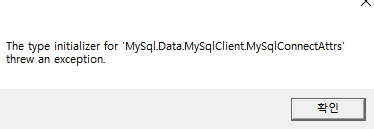 The type initializer for 'MySql.Data.MySqlClient.MySqlConnectAttrs'
threw an exception.
확인